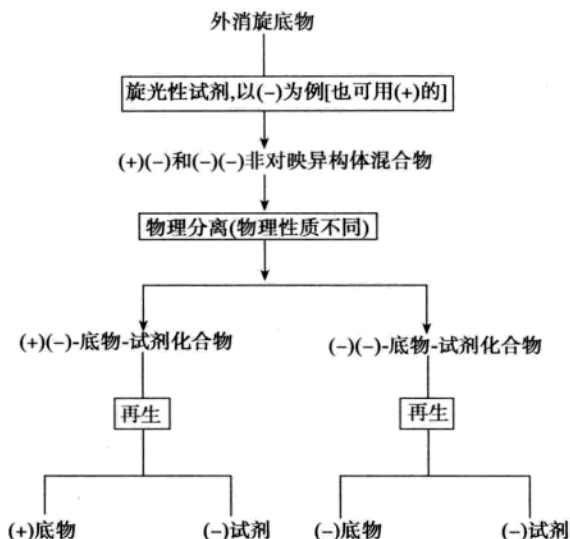 外消旋底物
旋光性试剂,以(-)为例[也可用(+)的]
(+)(-)和(-)(-)非对映异构体混合物
物理分离(物理性质不同)
(+)(-)-底物-试剂化合物
(-)(-)-底物-试剂化合物
再生
再生
(+)底物
(-)试剂
(-)底物
(-)试剂